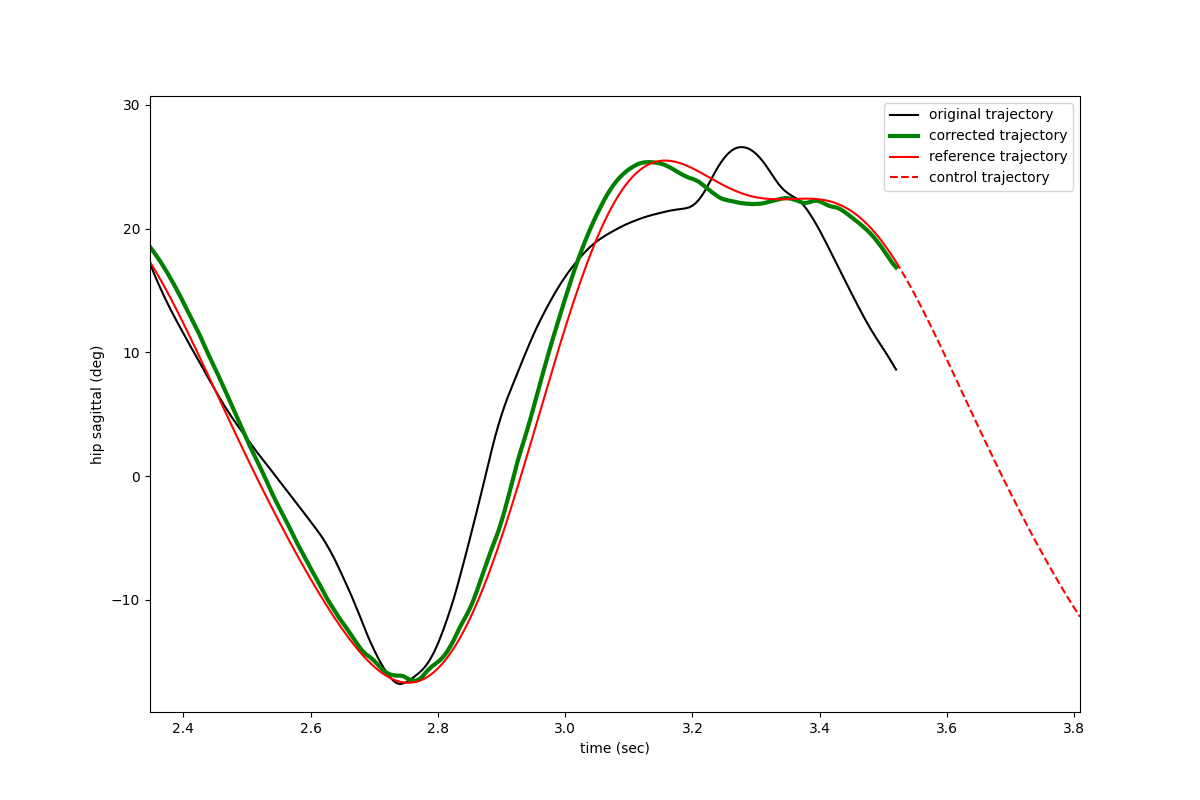 original trajectory
corrected trajectory
reference trajectory
control trajectory
30
20
10
0
−10
hip sagittal (deg)
2.4 2.6 2.8 3.0 3.2 3.4 3.6 3.8
time (sec)